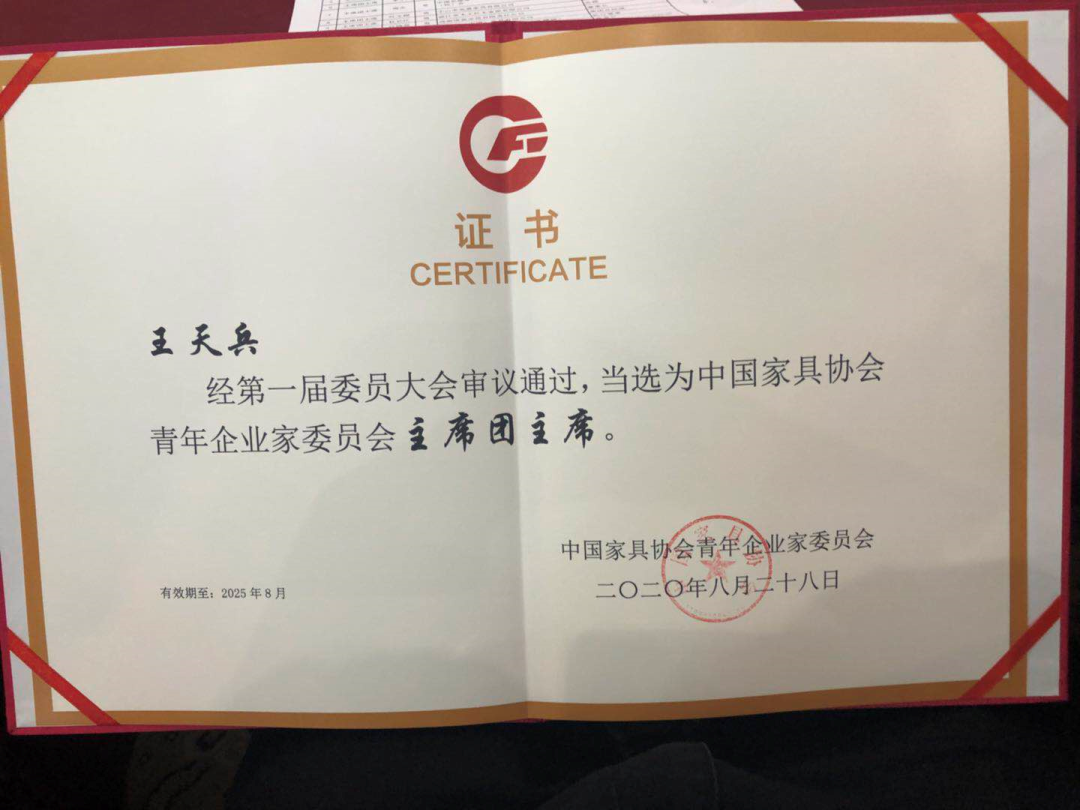 证书
CERTIFICATE
王天兵
经第一届委员大会审议通过，当选为中国家具协会
青年企业家委员会主席团主席。
中国家具协会青年企业家委员会
二〇二〇年八月二十八日
有效期至：2025年8月